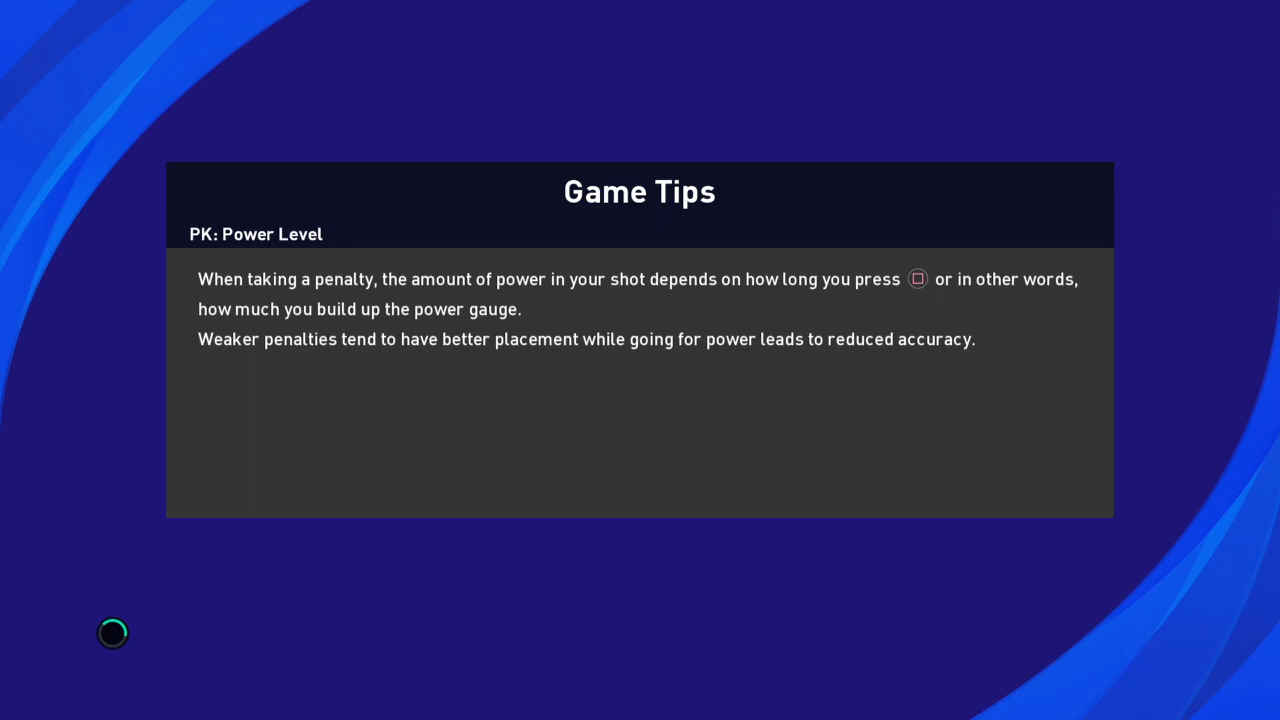 Game Tips
PK: Power Level
When taking a penalty, the amount of power in your shot depends on how long you press or in other words,
how much you build up the power gauge.
Weaker penalties tend to have better placement while going for power leads to reduced accuracy.